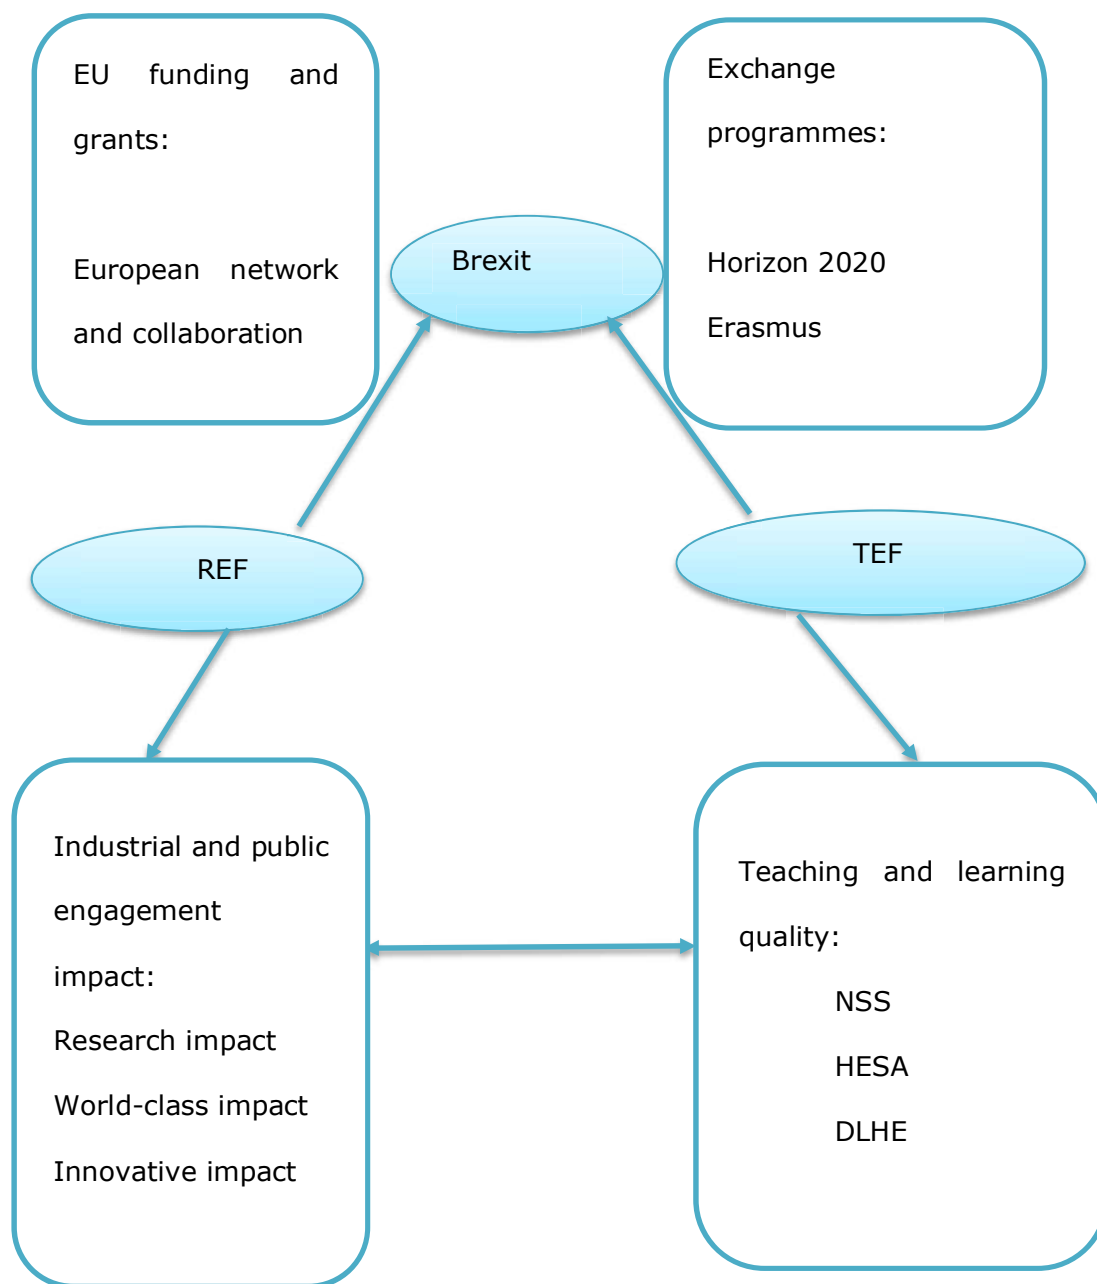 EU funding and
grants:
European network
and collaboration
Exchange
programmes:
Horizon 2020
Erasmus
Brexit
REF
TEF
Industrial and public
engagement
impact:
Research impact
World-class impact
Innovative impact
Teaching and learning
quality:
NSS
HESA
DLHE